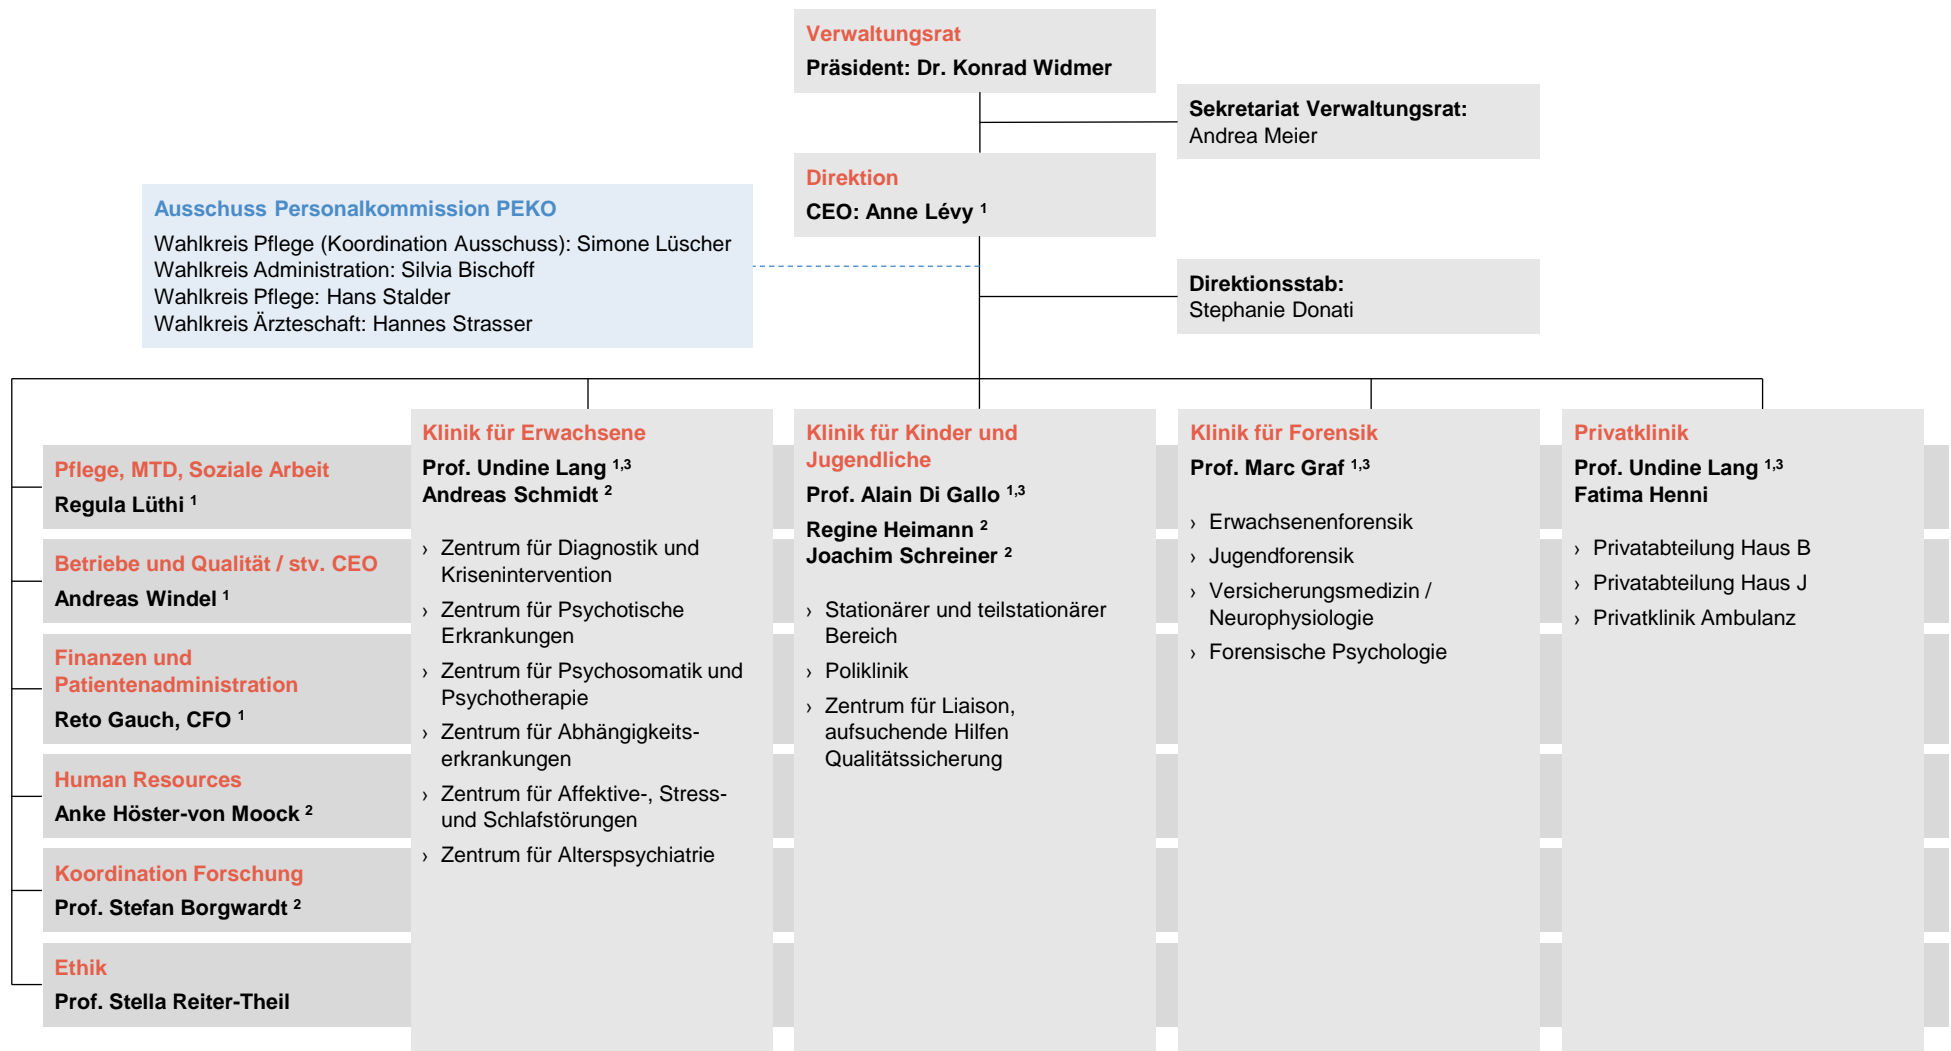 Verwaltungsrat
Präsident: Dr. Konrad Widmer
Sekretariat Verwaltungsrat:
Andrea Meier
Direktion
CEO: Anne Lévy ¹
Ausschuss Personalkommission PEKO
Wahlkreis Pflege (Koordination Ausschuss): Simone Lüscher
Wahlkreis Administration: Silvia Bischoff
Wahlkreis Pflege: Hans Stalder
Wahlkreis Ärzteschaft: Hannes Strasser
Direktionsstab:
Stephanie Donati
Pflege, MTD, Soziale Arbeit
Regula Lüthi ¹
Betriebe und Qualität / stv. CEO
Andreas Windel ¹
Finanzen und
Patientenadministration
Reto Gauch, CFO ¹
Human Resources
Anke Höster-von Moock ²
Koordination Forschung
Prof. Stefan Borgwardt ²
Ethik
Prof. Stella Reiter-Theil
Klinik für Erwachsene
Prof. Undine Lang ¹,³
Andreas Schmidt ²
› Zentrum für Diagnostik und
Krisenintervention
› Zentrum für Psychotische
Erkrankungen
› Zentrum für Psychosomatik und
Psychotherapie
› Zentrum für Abhängigkeits-
erkrankungen
› Zentrum für Affektive-, Stress-
und Schlafstörungen
› Zentrum für Alterspsychiatrie
Klinik für Kinder und
Jugendliche
Prof. Alain Di Gallo ¹,³
Regine Heimann ²
Joachim Schreiner ²
› Stationärer und teilstationärer
Bereich
› Poliklinik
› Zentrum für Liaison,
aufsuchende Hilfen
Qualitätssicherung
Klinik für Forensik
Prof. Marc Graf ¹,³
› Erwachsenenforensik
› Jugendforensik
› Versicherungsmedizin /
Neurophysiologie
› Forensische Psychologie
Privatklinik
Prof. Undine Lang ¹,³
Fatima Henni
› Privatabteilung Haus B
› Privatabteilung Haus J
› Privatklinik Ambulanz